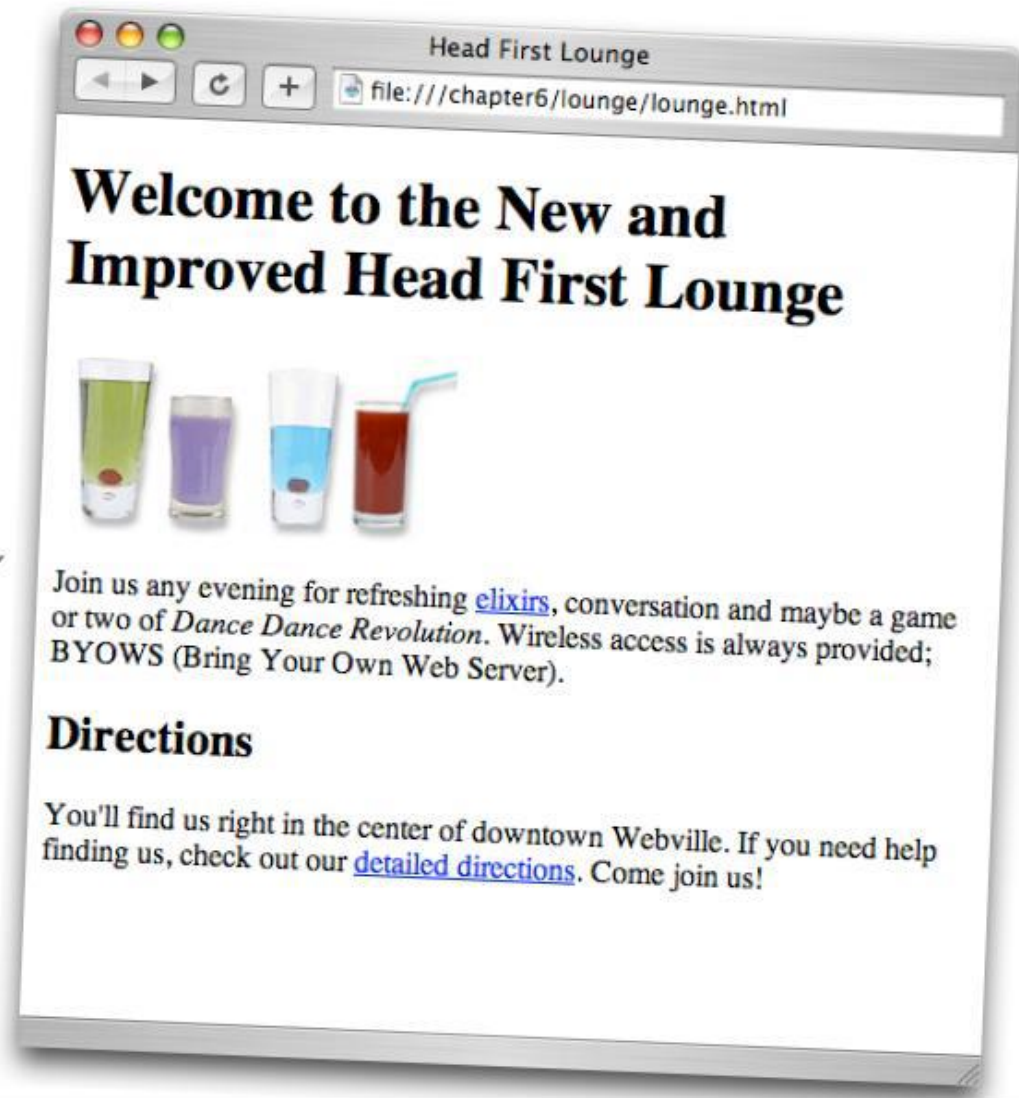 Head First Lounge
file:///chapter6/lounge/lounge.html
Welcome to the New and
Improved Head First Lounge
Join us any evening for refreshing elixirs, conversation and maybe a game
or two of Dance Dance Revolution. Wireless access is always provided;
BYOWS (Bring Your Own Web Server).
Directions
You'll find us right in the center of downtown Webville. If you need help
finding us, check out our detailed directions. Come join us!